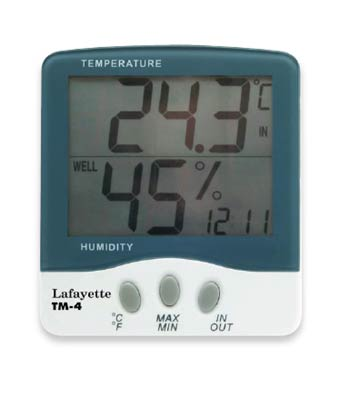 TEMPERATURE
24.3 °C
IN
WELL
45 %
12 11
HUMIDITY
Lafayette
TM-4
°C MAX IN
°F MIN OUT